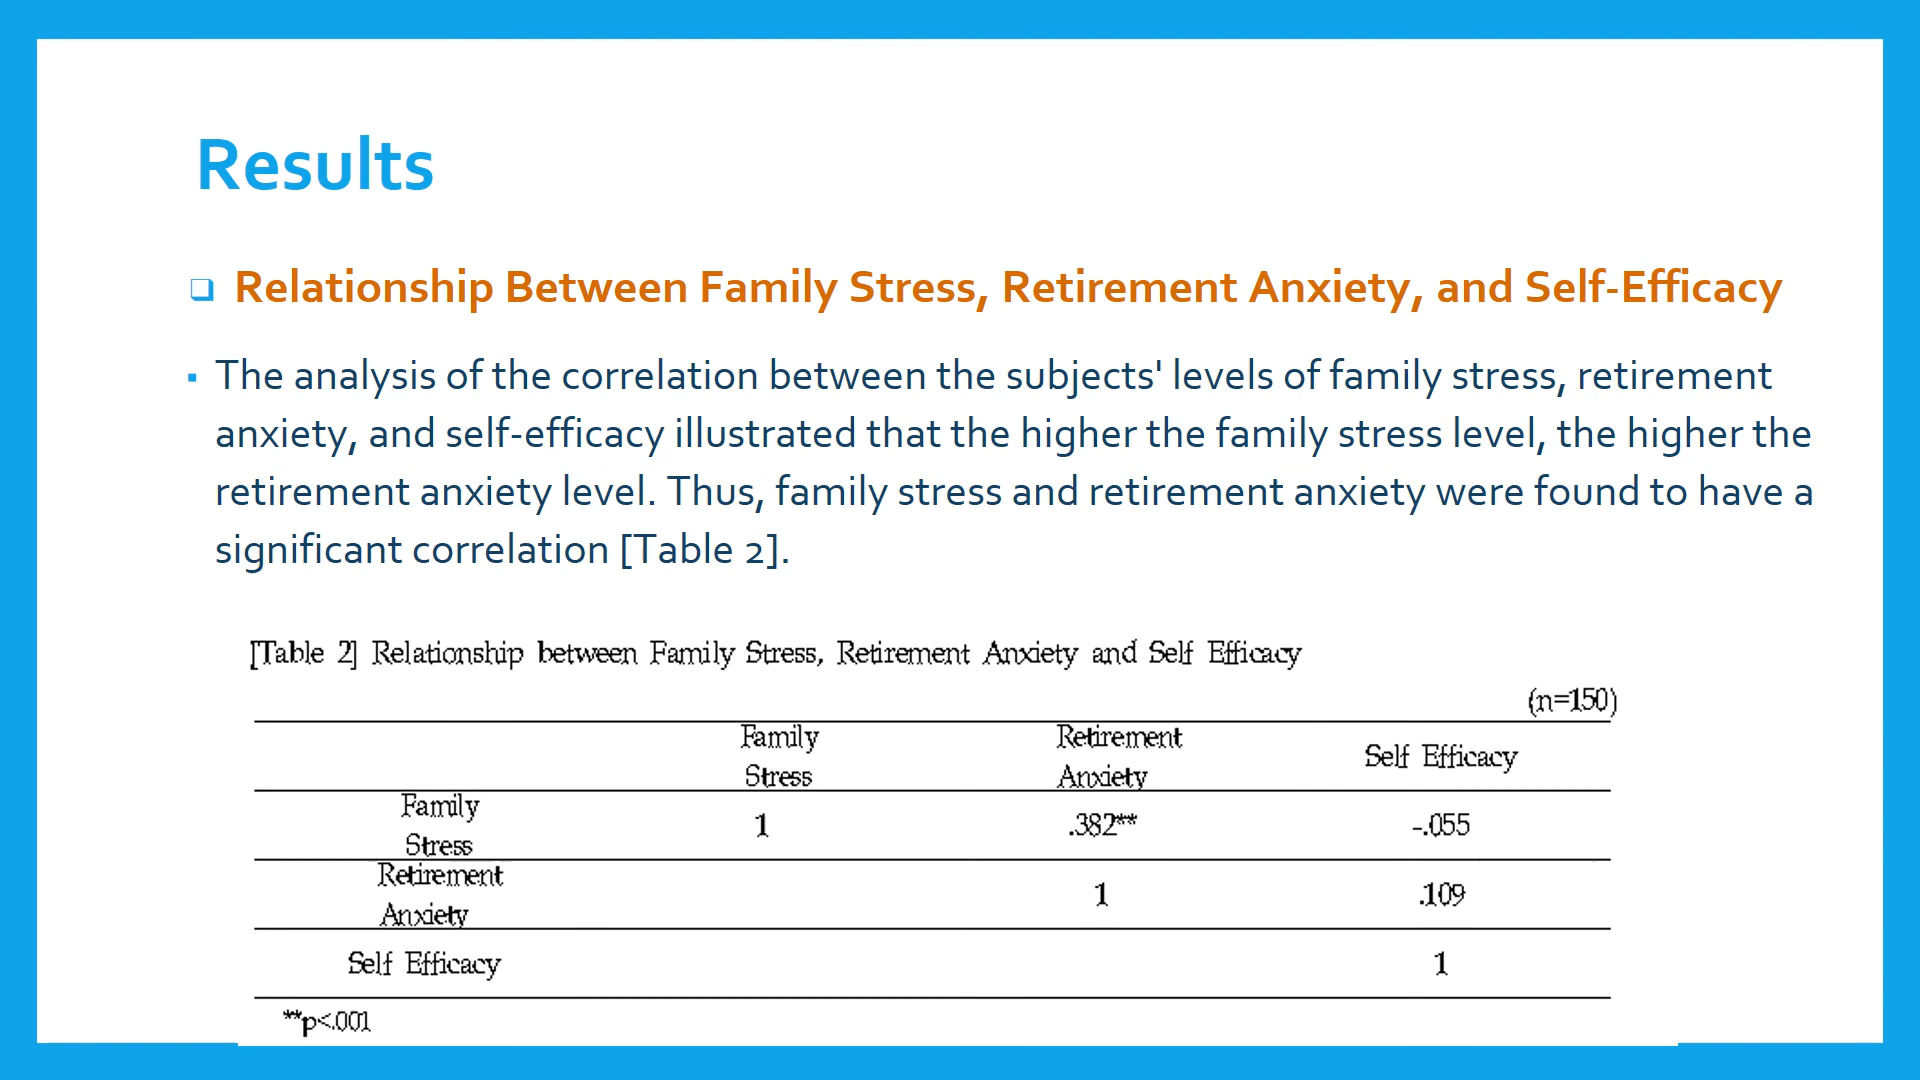 Results
Relationship Between Family Stress, Retirement Anxiety, and Self-Efficacy
The analysis of the correlation between the subjects' levels of family stress, retirement
anxiety, and self-efficacy illustrated that the higher the family stress level, the higher the
retirement anxiety level. Thus, family stress and retirement anxiety were found to have a
significant correlation [Table 2].
[Table 2] Relationship between Family Stress, Retirement Anxiety and Self Efficacy
(n=150)
Family Stress Retirement Anxiety Self Efficacy
Family Stress 1 .382** -.055
Retirement Anxiety 1 .109
Self Efficacy 1
**p<.001